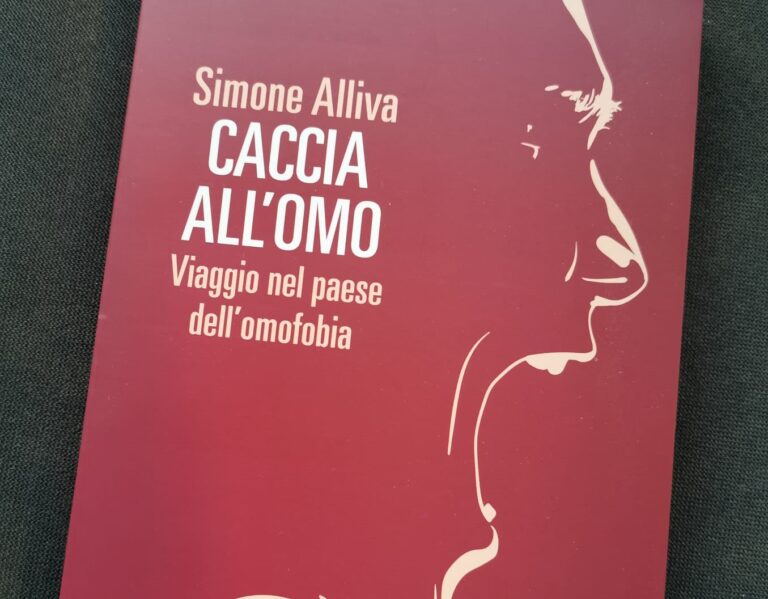 Simone Alliva
CACCIA
ALL'OMO
Viaggio nel paese
dell'omofobia